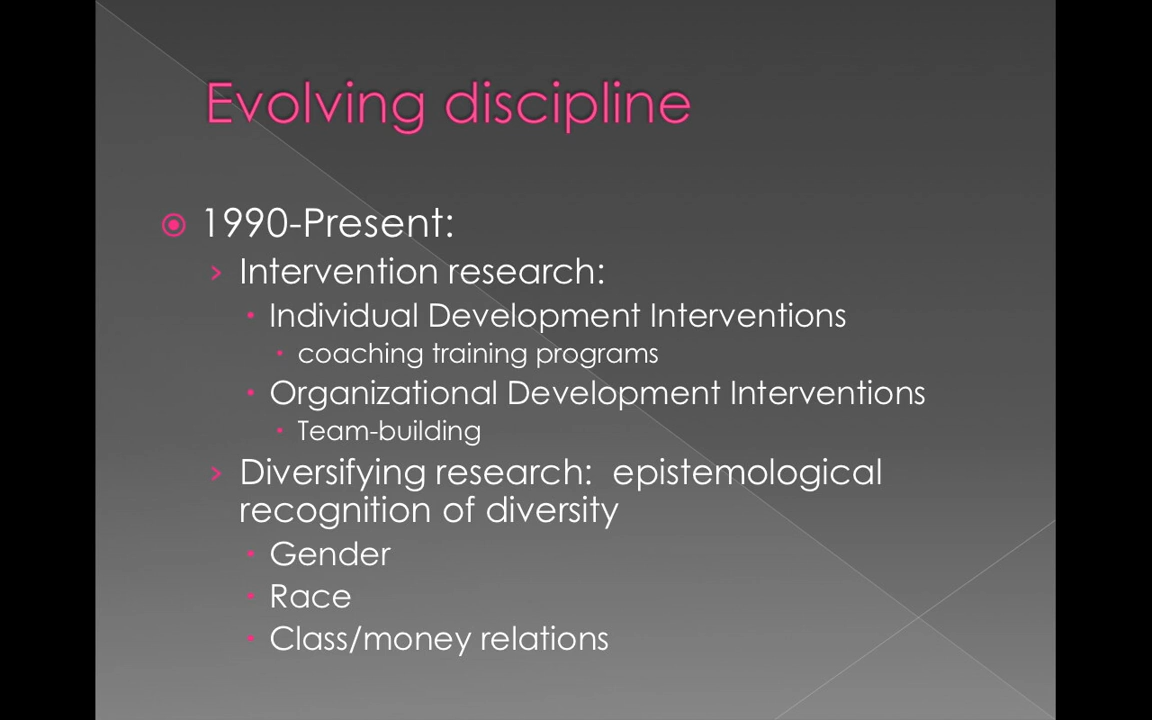 Evolving discipline
1990-Present:
Intervention research:
Individual Development Interventions
coaching training programs
Organizational Development Interventions
Team-building
Diversifying research:  epistemological
recognition of diversity
Gender
Race
Class/money relations